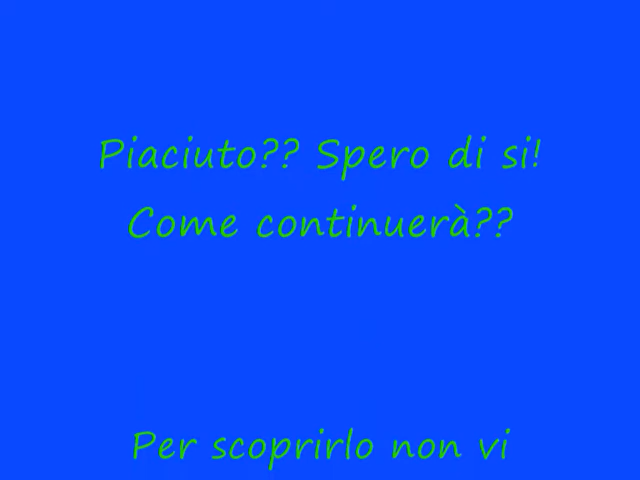 Piaciuto?? Spero di si!
Come continuerà??
Per scoprirlo non vi